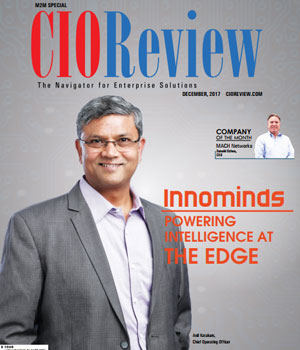 M2M SPECIAL
CIOReview
The Navigator for Enterprise Solutions
DECEMBER, 2017 CIOREVIEW.COM
COMPANY
OF THE MONTH
MACH Networks
CEO
Innominds
POWERING
INTELLIGENCE AT
THE EDGE
Chief Operating Officer